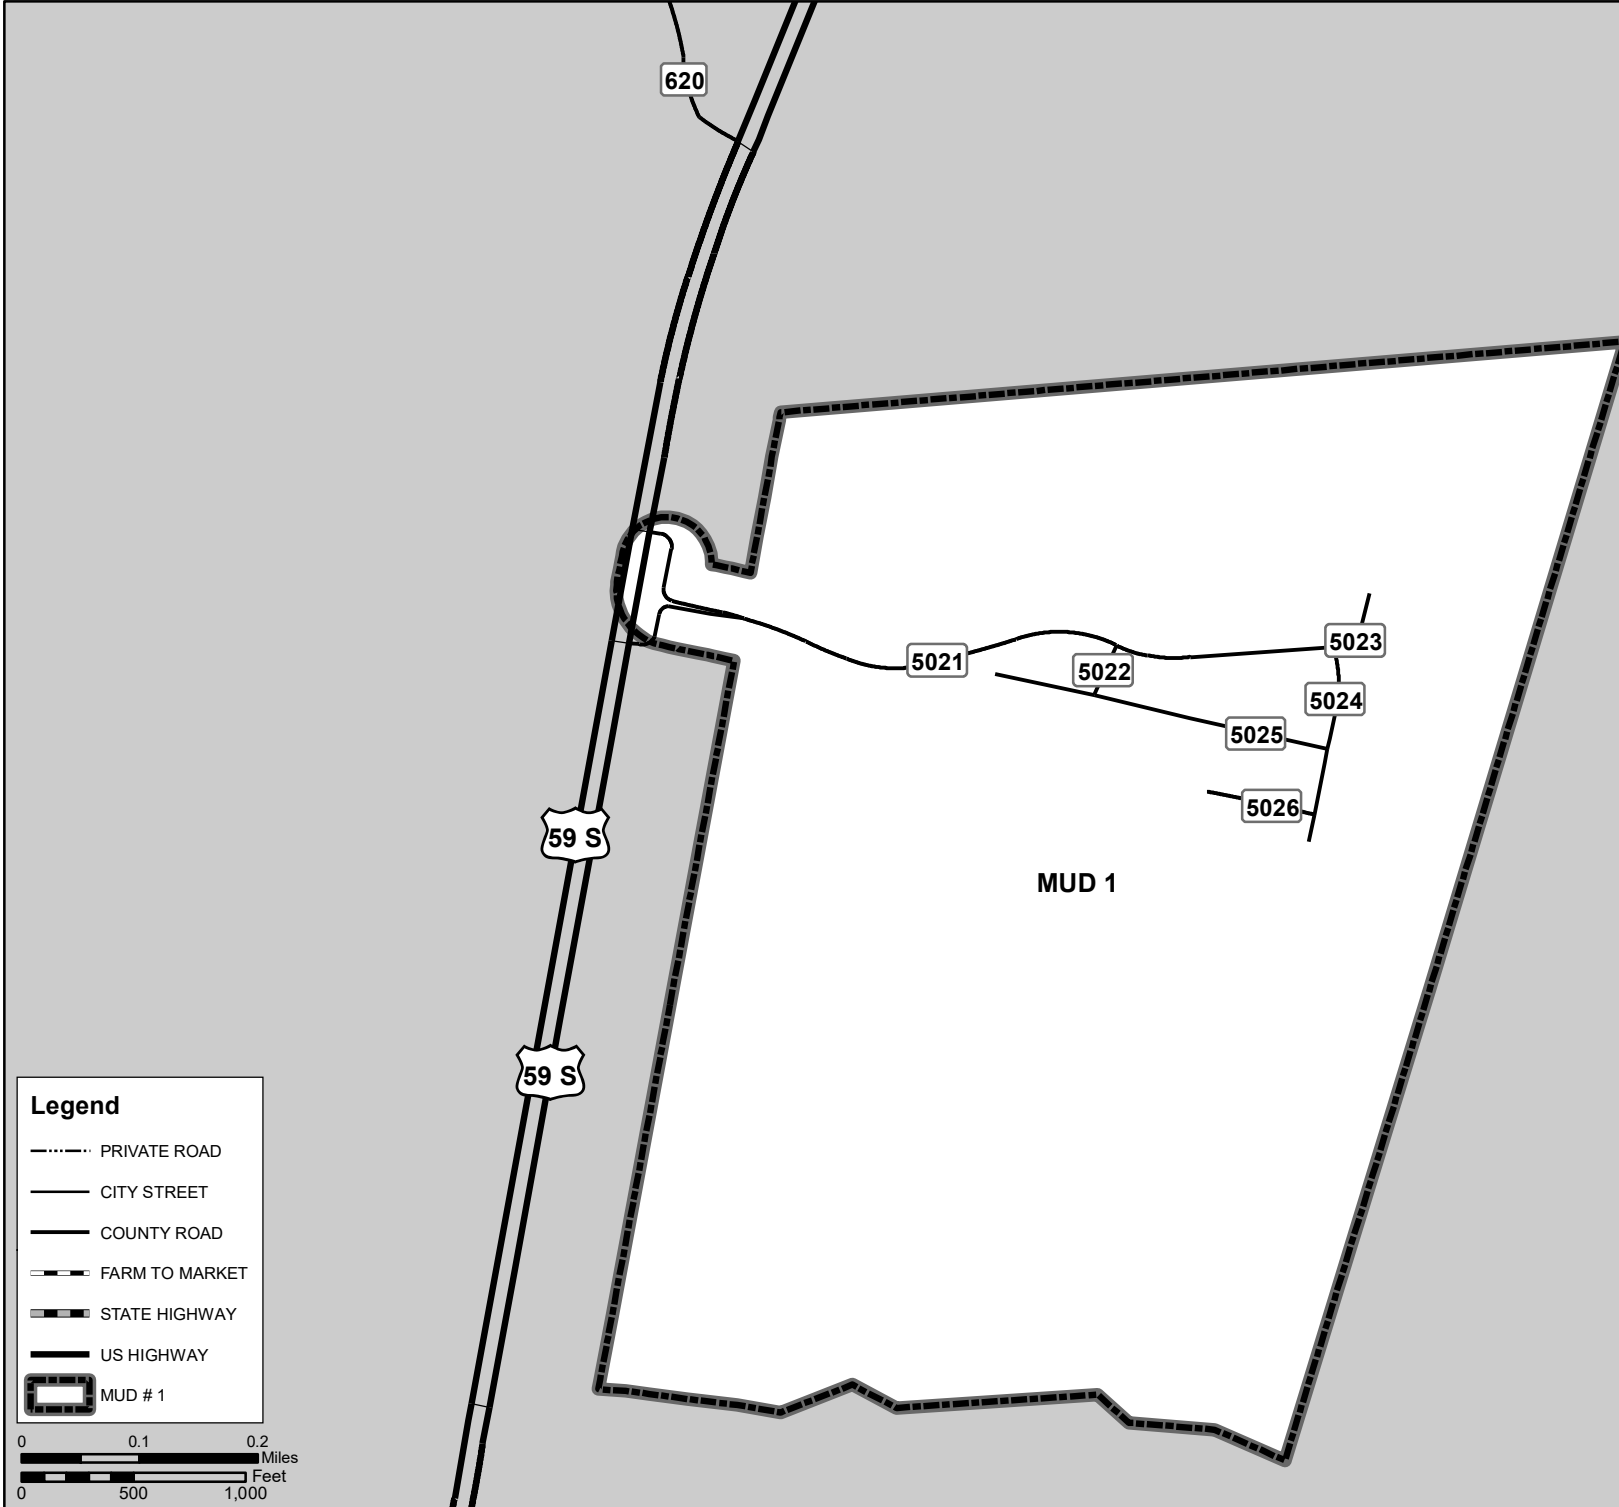 620
5023
5021
5022
5024
5025
5026
59 S
MUD 1
59 S
Legend
PRIVATE ROAD
CITY STREET
COUNTY ROAD
FARM TO MARKET
STATE HIGHWAY
US HIGHWAY
MUD # 1
0 0.1 0.2
Miles
Feet
0 500 1,000